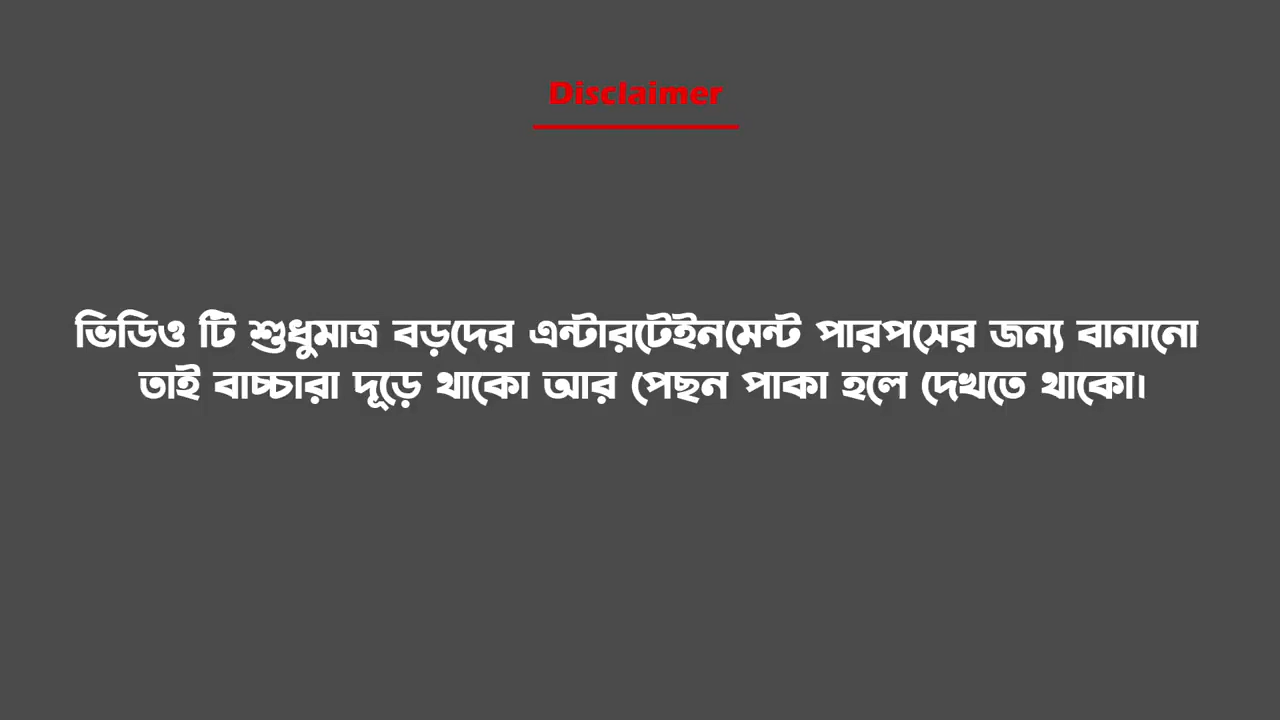 Disclaimer
ভিডিও টি শুধুমাত্র বড়দের এন্টারটেইনমেন্ট পারপসের জন্য বানানো
তাই বাচ্চারা দূড়ে থাকো আর পেছন পাকা হলে দেখতে থাকো।